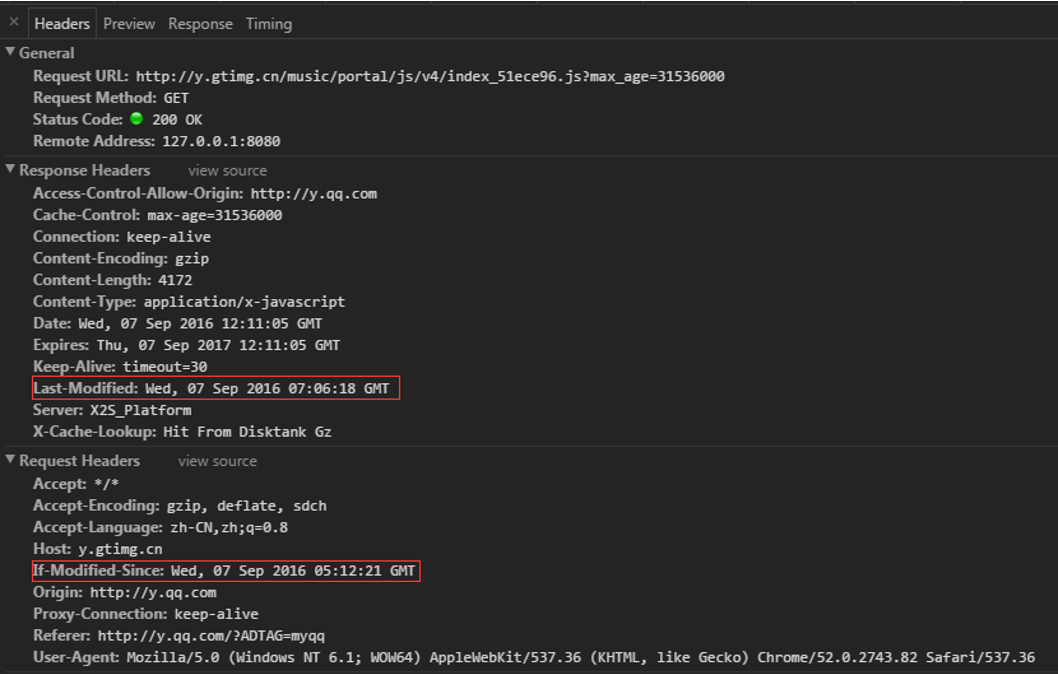 × Headers Preview Response Timing
▼ General
Request URL: http://y.gtimg.cn/music/portal/js/v4/index_51ece96.js?max_age=31536000
Request Method: GET
Status Code: 200 OK
Remote Address: 127.0.0.1:8080
▼ Response Headers view source
Access-Control-Allow-Origin: http://y.qq.com
Cache-Control: max-age=31536000
Connection: keep-alive
Content-Encoding: gzip
Content-Length: 4172
Content-Type: application/x-javascript
Date: Wed, 07 Sep 2016 12:11:05 GMT
Expires: Thu, 07 Sep 2017 12:11:05 GMT
Keep-Alive: timeout=30
Last-Modified: Wed, 07 Sep 2016 07:06:18 GMT
Server: X2S_Platform
X-Cache-Lookup: Hit From Disktank Gz
▼ Request Headers view source
Accept: */*
Accept-Encoding: gzip, deflate, sdch
Accept-Language: zh-CN,zh;q=0.8
Host: y.gtimg.cn
If-Modified-Since: Wed, 07 Sep 2016 05:12:21 GMT
Origin: http://y.qq.com
Proxy-Connection: keep-alive
Referer: http://y.qq.com/?ADTAG=myqq
User-Agent: Mozilla/5.0 (Windows NT 6.1; WOW64) AppleWebKit/537.36 (KHTML, like Gecko) Chrome/52.0.2743.82 Safari/537.36